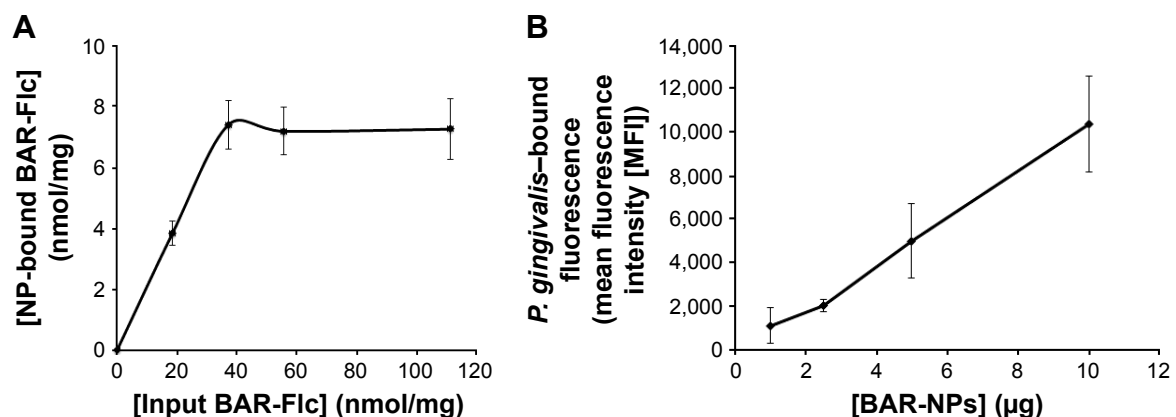 A
[NP-bound BAR-Flc]
(nmol/mg)
10
8
6
4
2
0
0 20 40 60 80 100 120
[Input BAR-Flc] (nmol/mg)
B
P. gingivalis–bound
fluorescence
(mean fluorescence
intensity [MFI])
14,000
12,000
10,000
8,000
6,000
4,000
2,000
0
0 2 4 6 8 10 12
[BAR-NPs] (µg)